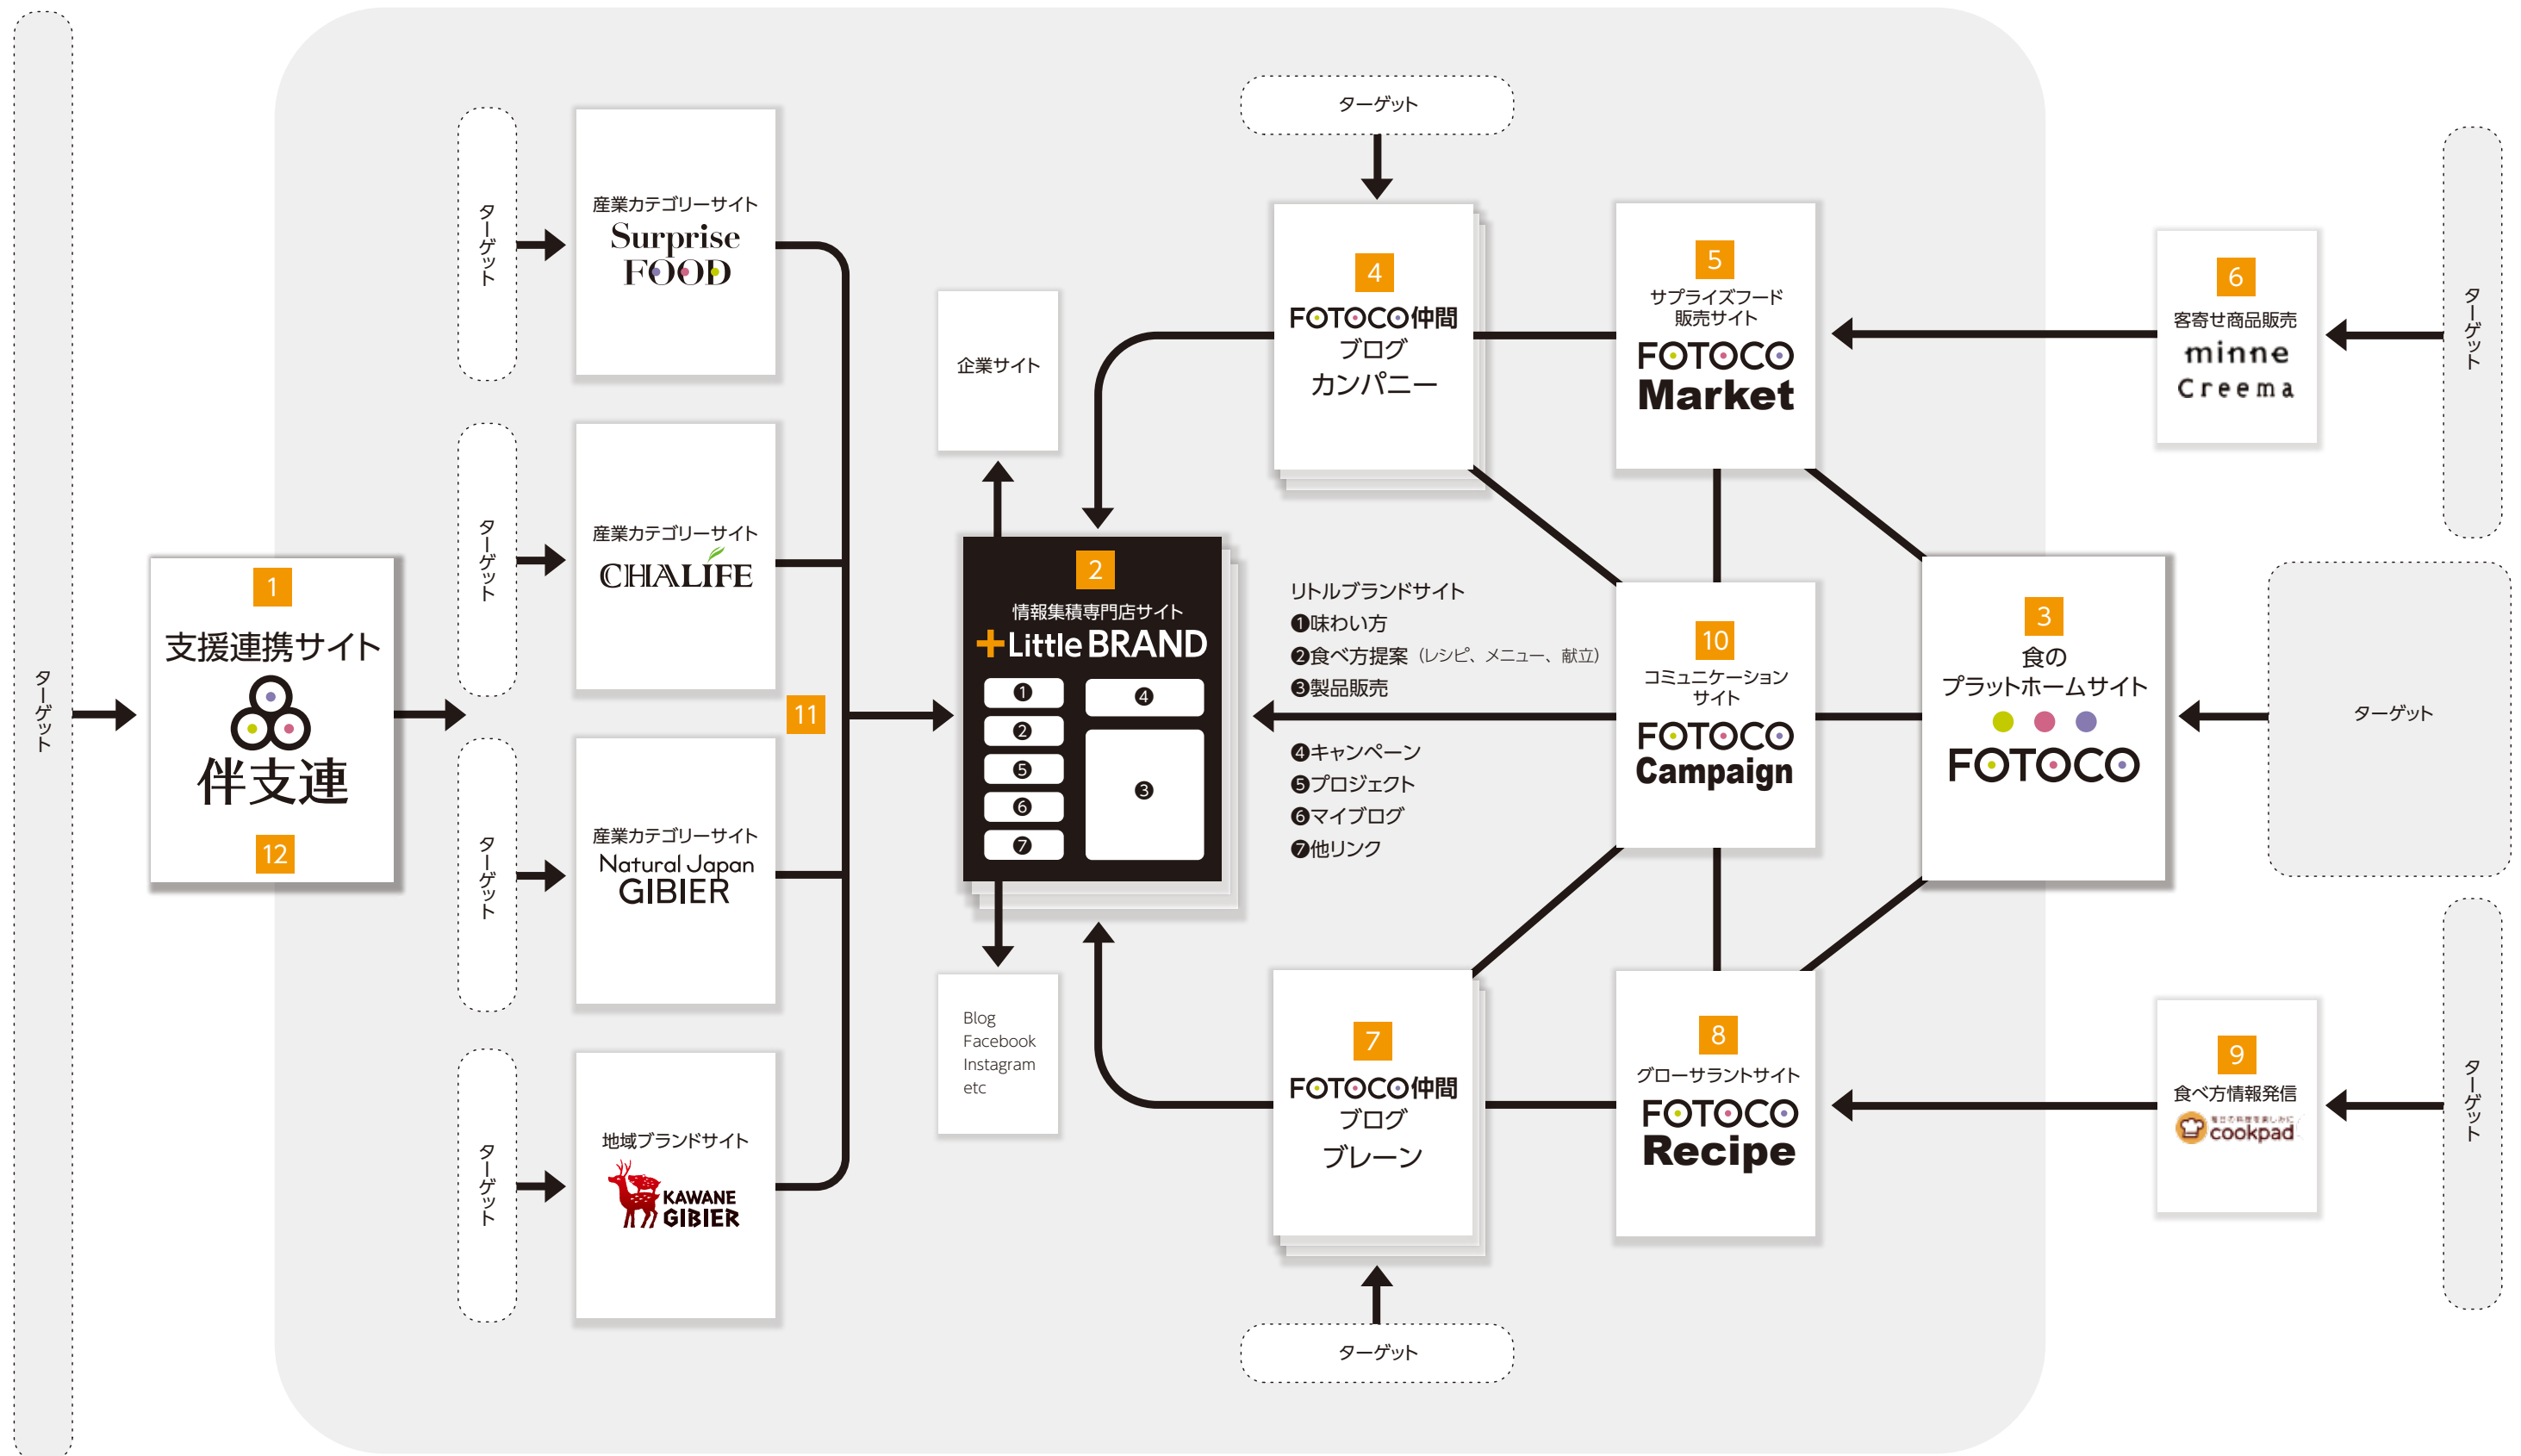 ターゲット
1
支援連携サイト
伴支連
12
ターゲット
産業カテゴリーサイト
Surprise
FOOD
ターゲット
産業カテゴリーサイト
CHALIFE
ターゲット
産業カテゴリーサイト
Natural Japan
GIBIER
ターゲット
地域ブランドサイト
KAWANE
GIBIER
11
企業サイト
2
情報集積専門店サイト
+Little BRAND
❶
❷
❺
❻
❼
❹
❸
Blog
Facebook
Instagram
etc
リトルブランドサイト
❶味わい方
❷食べ方提案（レシピ、メニュー、献立）
❸製品販売
❹キャンペーン
❺プロジェクト
❻マイブログ
❼他リンク
ターゲット
4
FOTOCO仲間
ブログ
カンパニー
7
FOTOCO仲間
ブログ
ブレーン
ターゲット
5
サプライズフード
販売サイト
FOTOCO
Market
10
コミュニケーション
サイト
FOTOCO
Campaign
8
グローサラントサイト
FOTOCO
Recipe
3
食の
プラットホームサイト
FOTOCO
6
客寄せ商品販売
minne
Creema
9
食べ方情報発信
毎日の料理を楽しみに
cookpad
ターゲット
ターゲット
ターゲット